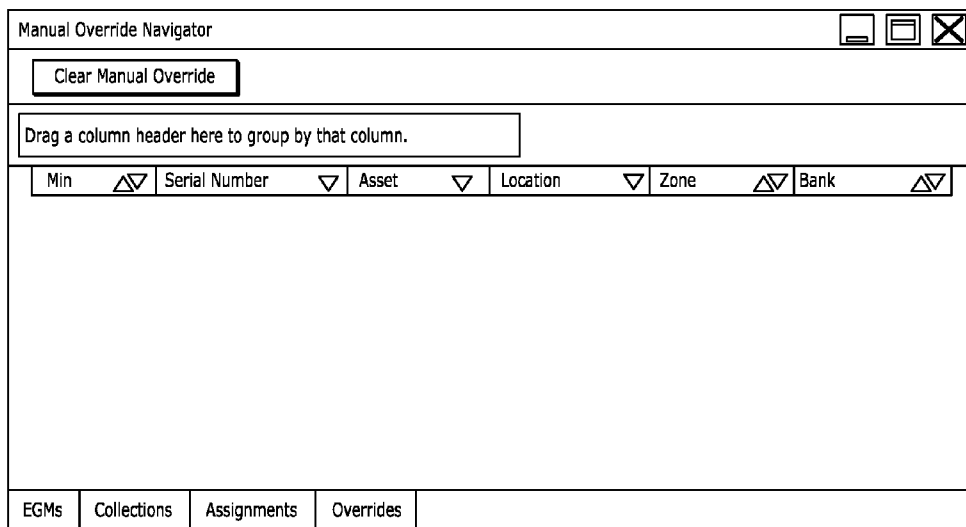 Manual Override Navigator
Clear Manual Override
Drag a column header here to group by that column.
Min Serial Number Asset Location Zone Bank
EGMs Collections Assignments Overrides